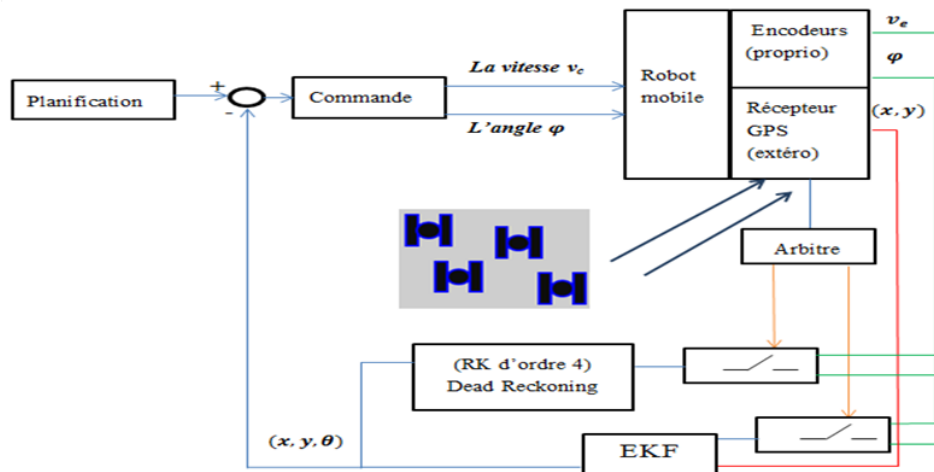 Planification
+
-
Commande
La vitesse v_c
L'angle φ
Robot
mobile
Encodeurs
(proprio)
Récepteur
GPS
(extéro)
v_e
φ
(x, y)
Arbitre
(RK d'ordre 4)
Dead Reckoning
(x, y, θ)
EKF